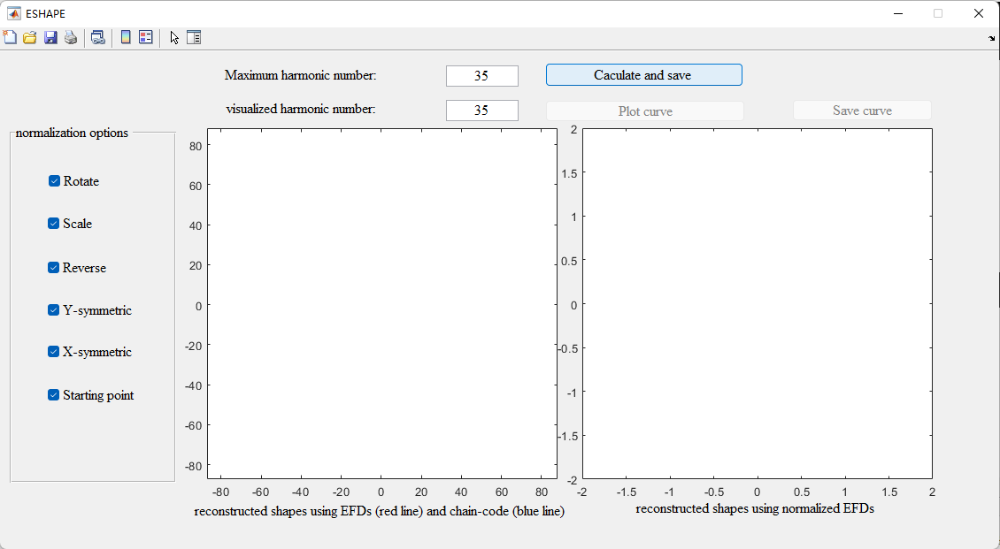 ESHAPE
Maximum harmonic number:
35
Caculate and save
visualized harmonic number:
35
Plot curve
Save curve
normalization options
Rotate
Scale
Reverse
Y-symmetric
X-symmetric
Starting point
80
60
40
20
0
-20
-40
-60
-80
-80 -60 -40 -20 0 20 40 60 80
reconstructed shapes using EFDs (red line) and chain-code (blue line)
2
1.5
1
0.5
0
-0.5
-1
-1.5
-2
-2 -1.5 -1 -0.5 0 0.5 1 1.5 2
reconstructed shapes using normalized EFDs